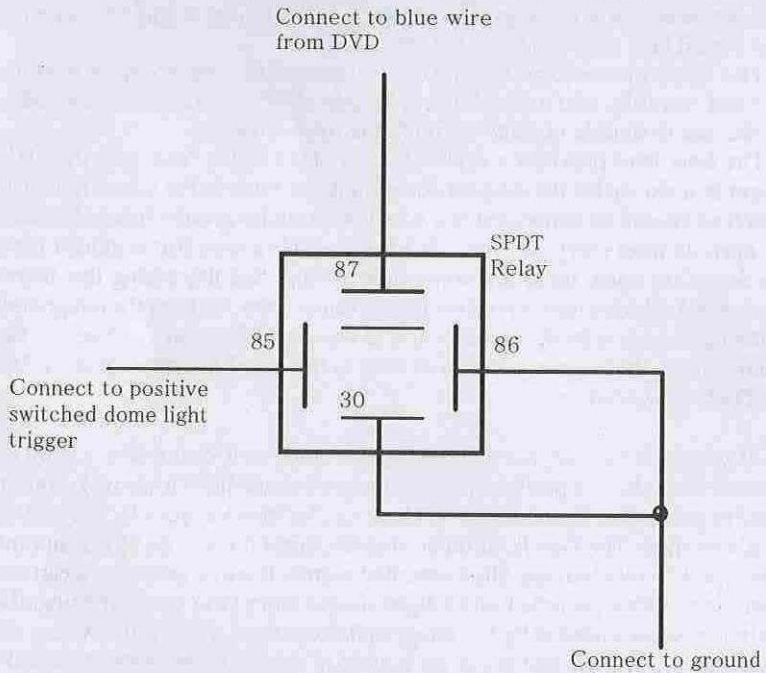 Connect to blue wire
from DVD
SPDT
Relay
87
85
86
30
Connect to positive
switched dome light
trigger
Connect to ground